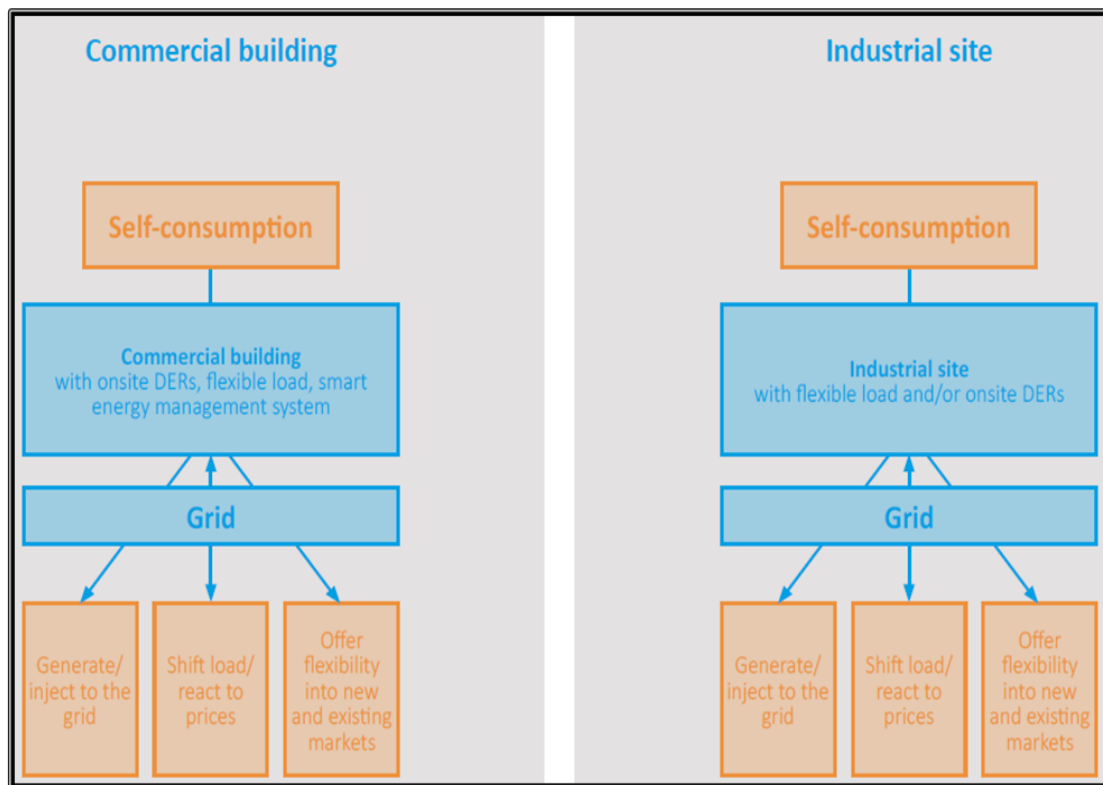 Commercial building
Self-consumption
Commercial building
with onsite DERs, flexible load, smart
energy management system
Grid
Generate/
inject to the
grid
Shift load/
react to
prices
Offer
flexibility
into new
and existing
markets
Industrial site
Self-consumption
Industrial site
with flexible load and/or onsite DERs
Grid
Generate/
inject to the
grid
Shift load/
react to
prices
Offer
flexibility
into new
and existing
markets